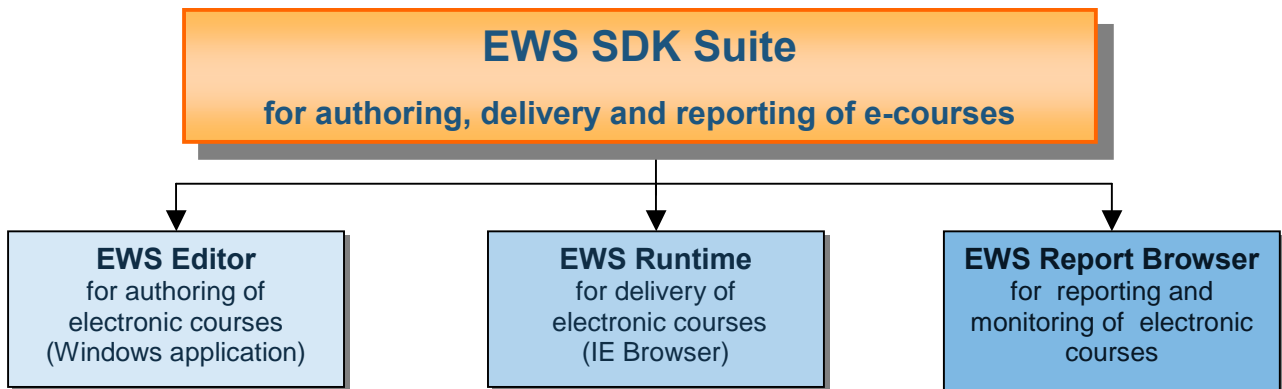 EWS SDK Suite
for authoring, delivery and reporting of e-courses
EWS Editor
for authoring of
electronic courses
(Windows application)
EWS Runtime
for delivery of
electronic courses
(IE Browser)
EWS Report Browser
for reporting and
monitoring of electronic
courses